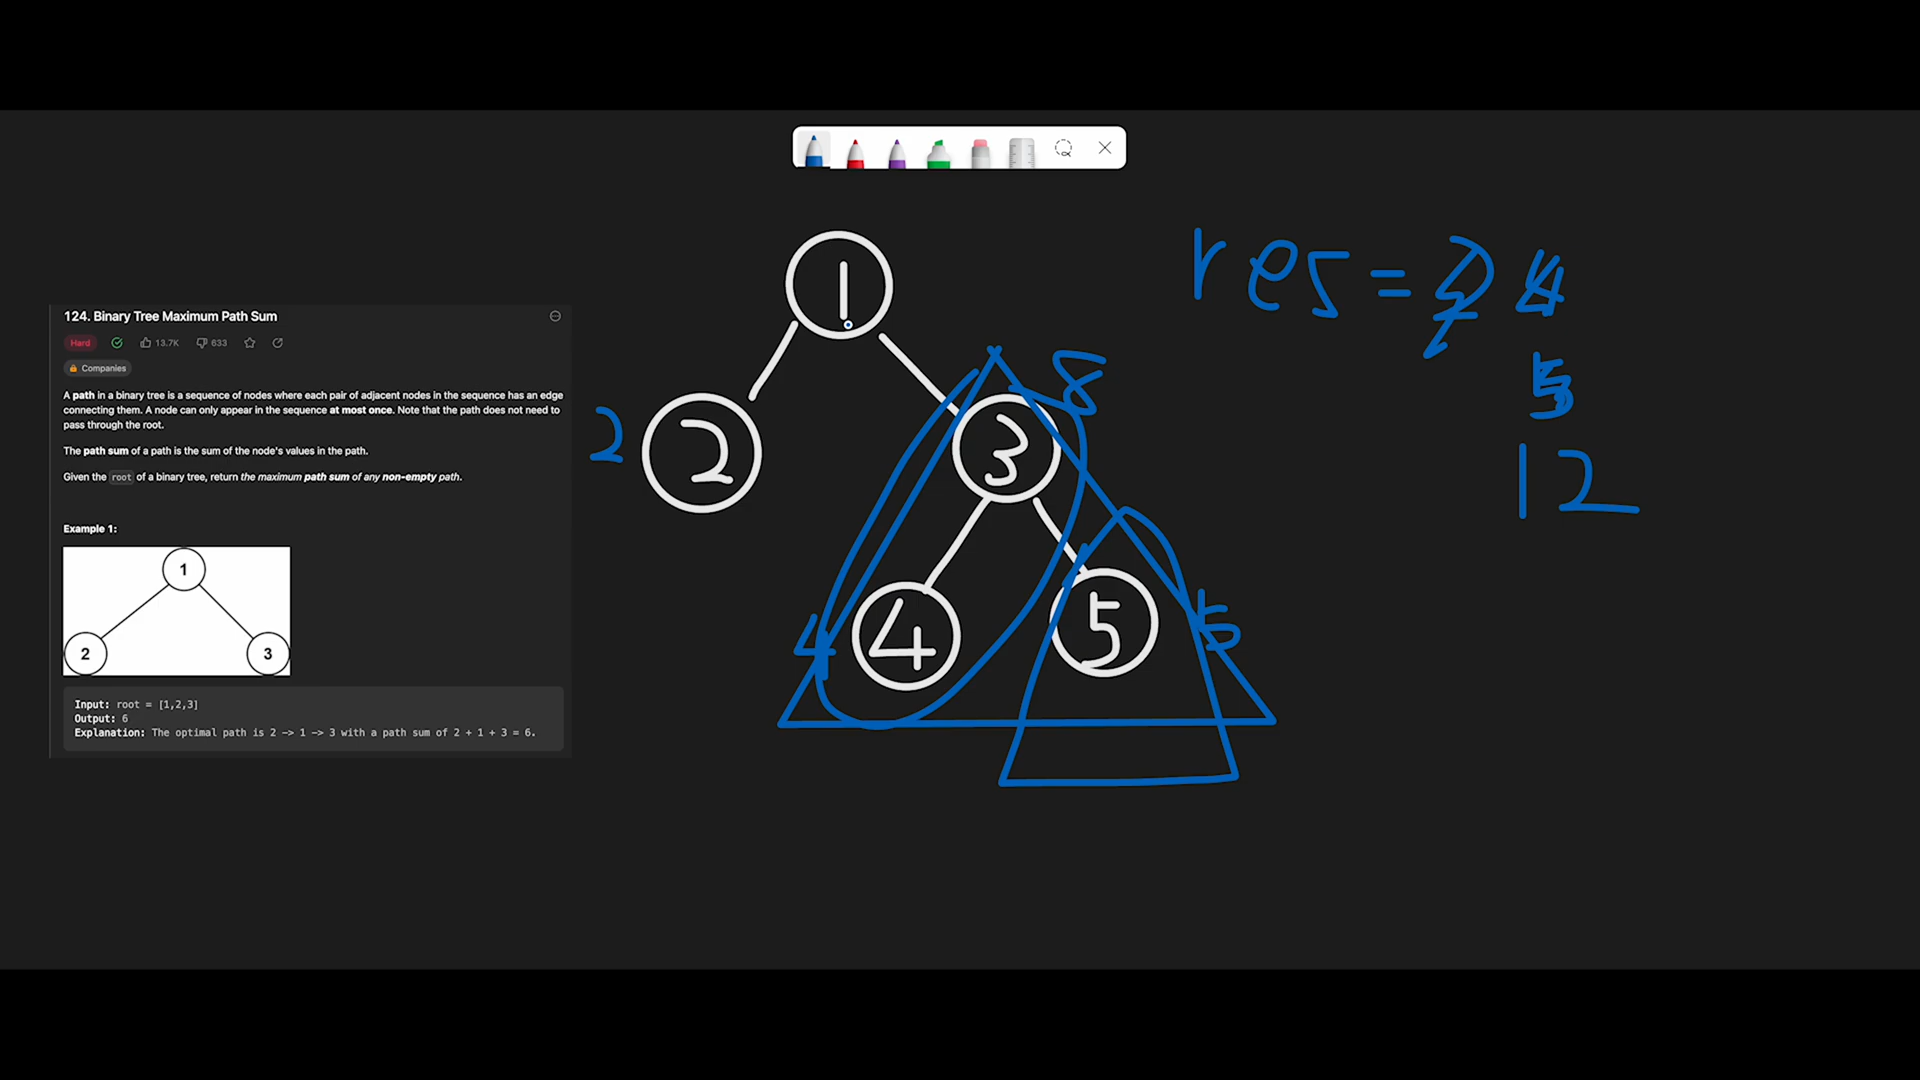 124. Binary Tree Maximum Path Sum
Hard 13.7K 633
Companies
A path in a binary tree is a sequence of nodes where each pair of adjacent nodes in the sequence has an edge
connecting them. A node can only appear in the sequence at most once. Note that the path does not need to
pass through the root.
The path sum of a path is the sum of the node's values in the path.
Given the root of a binary tree, return the maximum path sum of any non-empty path.
Example 1:
1
2 3
Input: root = [1,2,3]
Output: 6
Explanation: The optimal path is 2 -> 1 -> 3 with a path sum of 2 + 1 + 3 = 6.
1
2 2 3 8
4 4 5 5
res = 2 4
5
12